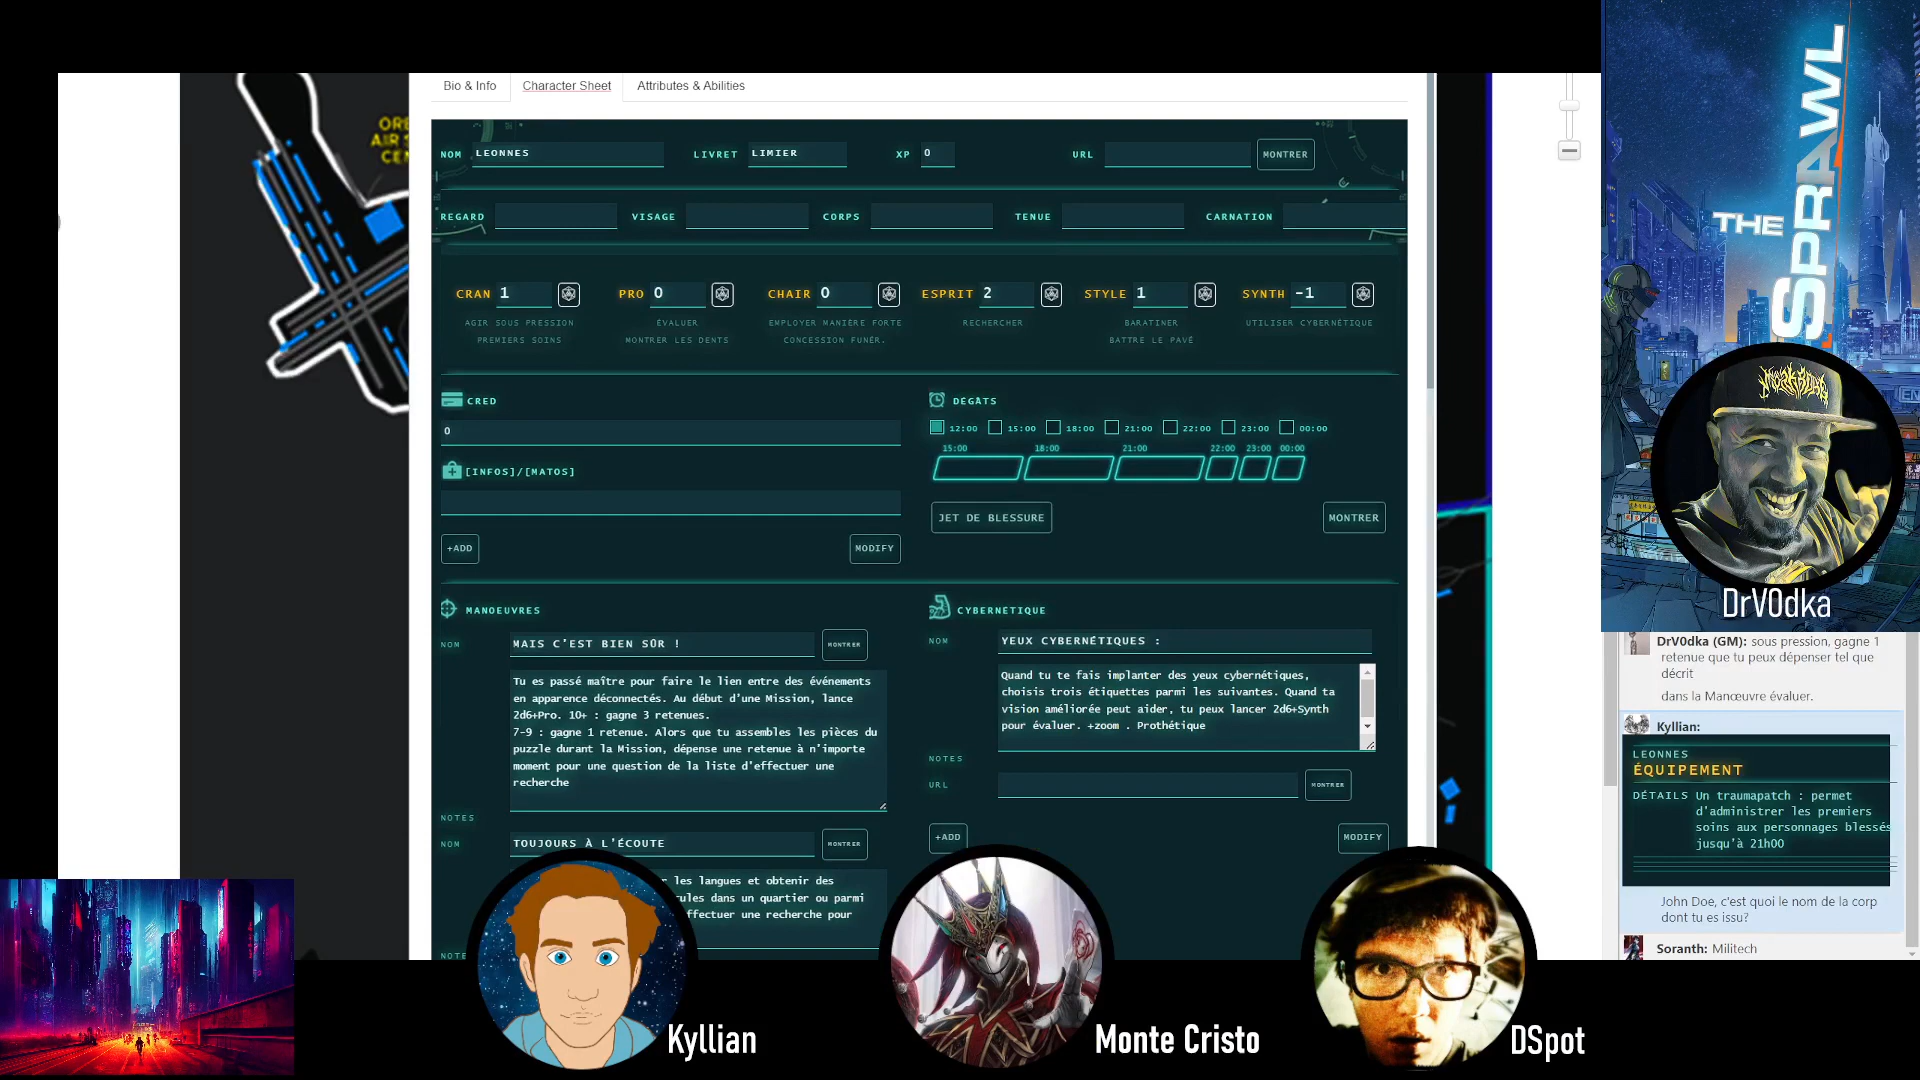 Bio & Info
Character Sheet
Attributes & Abilities
NOM LEONNES
LIVRET LIMIER
XP 0
URL
MONTRER
REGARD
VISAGE
CORPS
TENUE
CARNATION
CRAN 1
PRO 0
CHAIR 0
ESPRIT 2
STYLE 1
SYNTH -1
AGIR SOUS PRESSION
PREMIERS SOINS
ÉVALUER
MONTRER LES DENTS
EMPLOYER MANIÈRE FORTE
CONCESSION FUNÉR.
RECHERCHER
BARATINER
BATTRE LE PAVÉ
UTILISER CYBERNÉTIQUE
CRED
0
[INFOS]/[MATOS]
+ADD
MODIFY
DÉGÂTS
12:00 15:00 18:00 21:00 22:00 23:00 00:00
15:00 18:00 21:00 22:00 23:00 00:00
JET DE BLESSURE
MONTRER
MANOEUVRES
NOM
MAIS C'EST BIEN SÛR !
MONTRER
Tu es passé maître pour faire le lien entre des événements
en apparence déconnectés. Au début d'une Mission, lance
2d6+Pro. 10+ : gagne 3 retenues.
7-9 : gagne 1 retenue. Alors que tu assembles les pièces du
puzzle durant la Mission, dépense une retenue à n'importe
moment pour une question de la liste d'effectuer une
recherche
NOTES
NOM
TOUJOURS À L'ÉCOUTE
MONTRER
les langues et obtenir des
dans un quartier ou parmi
effectuer une recherche pour
NOTE
CYBERNÉTIQUE
NOM
YEUX CYBERNÉTIQUES :
Quand tu te fais implanter des yeux cybernétiques,
choisis trois étiquettes parmi les suivantes. Quand ta
vision améliorée peut aider, tu peux lancer 2d6+Synth
pour évaluer. +zoom . Prothétique
NOTES
URL
MONTRER
+ADD
MODIFY
THE SPRAWL
DrV0dka
DrV0dka (GM): sous pression, gagne 1
retenue que tu peux dépenser tel que
décrit
dans la Manœuvre évaluer.
Kyllian:
LEONNES
ÉQUIPEMENT
DÉTAILS Un traumapatch : permet
d'administrer les premiers
soins aux personnages blessés
jusqu'à 21h00
John Doe, c'est quoi le nom de la corp
dont tu es issu?
Soranth: Militech
Kyllian
Monte Cristo
DSpot